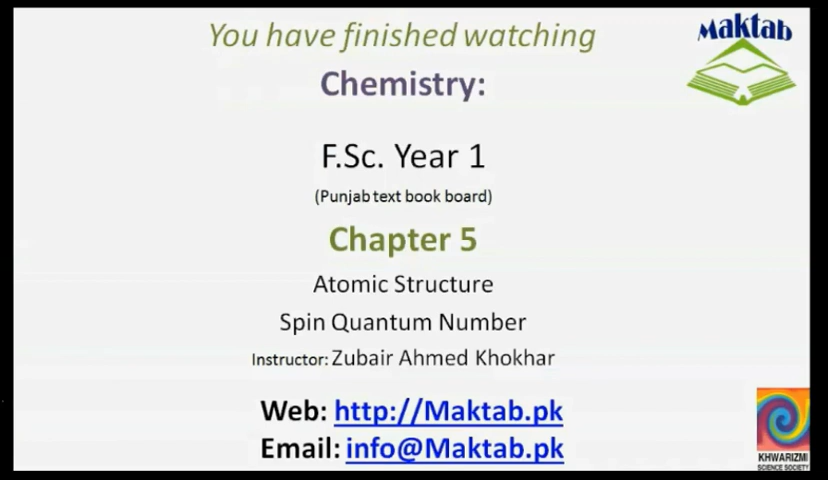 You have finished watching
Maktab
Chemistry:
F.Sc. Year 1
(Punjab text book board)
Chapter 5
Atomic Structure
Spin Quantum Number
Instructor: Zubair Ahmed Khokhar
Web: http://Maktab.pk
Email: info@Maktab.pk
KHWARIZMI
SCIENCE SOCIETY